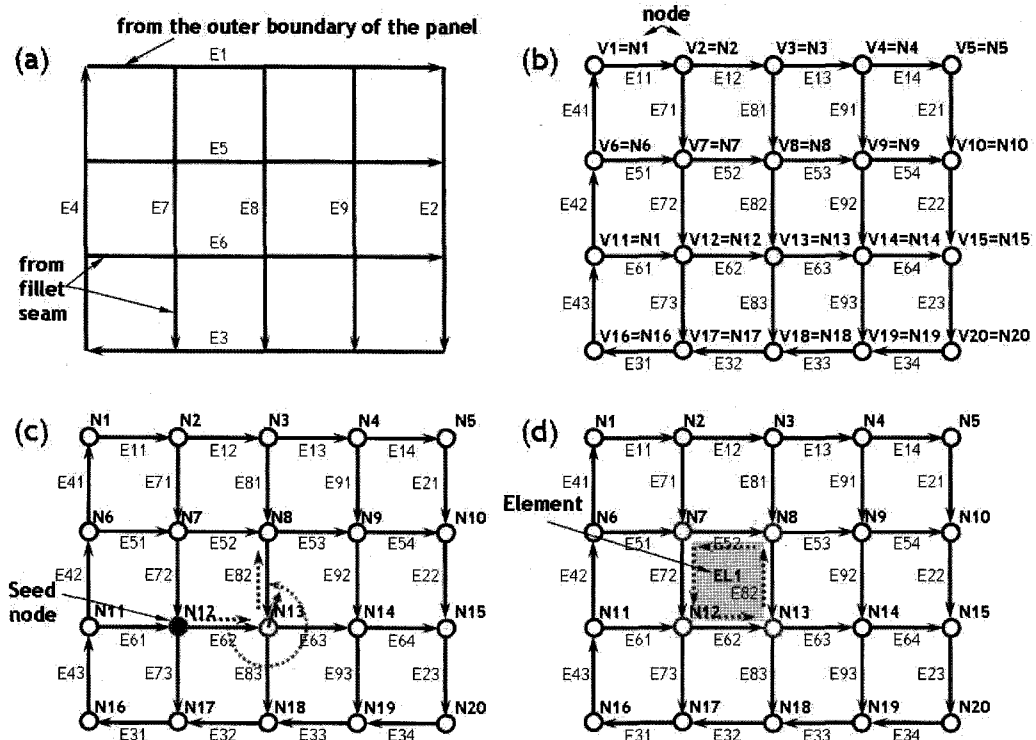 from the outer boundary of the panel
(a)
E1
E5
E4
E7
E8
E9
E2
E6
from
fillet
seam
E3
node
(b)
V1=N1 V2=N2 V3=N3 V4=N4 V5=N5
E11 E12 E13 E14
E41 E71 E81 E91 E21
V6=N6 V7=N7 V8=N8 V9=N9 V10=N10
E51 E52 E53 E54
E42 E72 E82 E92 E22
V11=N1 V12=N12 V13=N13 V14=N14 V15=N15
E61 E62 E63 E64
E43 E73 E83 E93 E23
V16=N16 V17=N17 V18=N18 V19=N19 V20=N20
E31 E32 E33 E34
(c)
N1 N2 N3 N4 N5
E11 E12 E13 E14
E41 E71 E81 E91 E21
N6 N7 N8 N9 N10
E51 E52 E53 E54
E42 E72 E82 E92 E22
Seed
node
N11 N12 N13 N14 N15
E61 E62 E63 E64
E43 E73 E83 E93 E23
N16 N17 N18 N19 N20
E31 E32 E33 E34
(d)
N1 N2 N3 N4 N5
E11 E12 E13 E14
E41 E71 E81 E91 E21
Element
N6 N7 N8 N9 N10
E51 E52 E53 E54
E42 E72 EL1 E82 E92 E22
N11 N12 N13 N14 N15
E61 E62 E63 E64
E43 E73 E83 E93 E23
N16 N17 N18 N19 N20
E31 E32 E33 E34